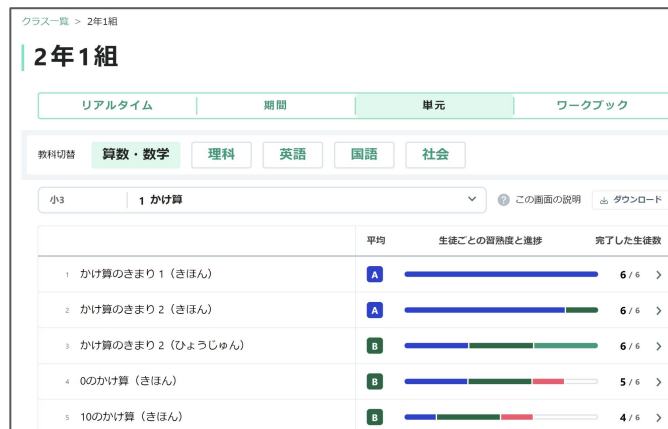 クラス一覧 > 2年1組
2年1組
リアルタイム 期間 単元 ワークブック
教科切替 算数・数学 理科 英語 国語 社会
小3 1 かけ算 ? この画面の説明 ダウンロード
平均 生徒ごとの習熟度と進捗 完了した生徒数
1 かけ算のきまり1（きほん） A 6 / 6 >
2 かけ算のきまり2（きほん） A 6 / 6 >
3 かけ算のきまり2（ひょうじゅん） B 6 / 6 >
4 0のかけ算（きほん） B 5 / 6 >
5 10のかけ算（きほん） B 4 / 6 >